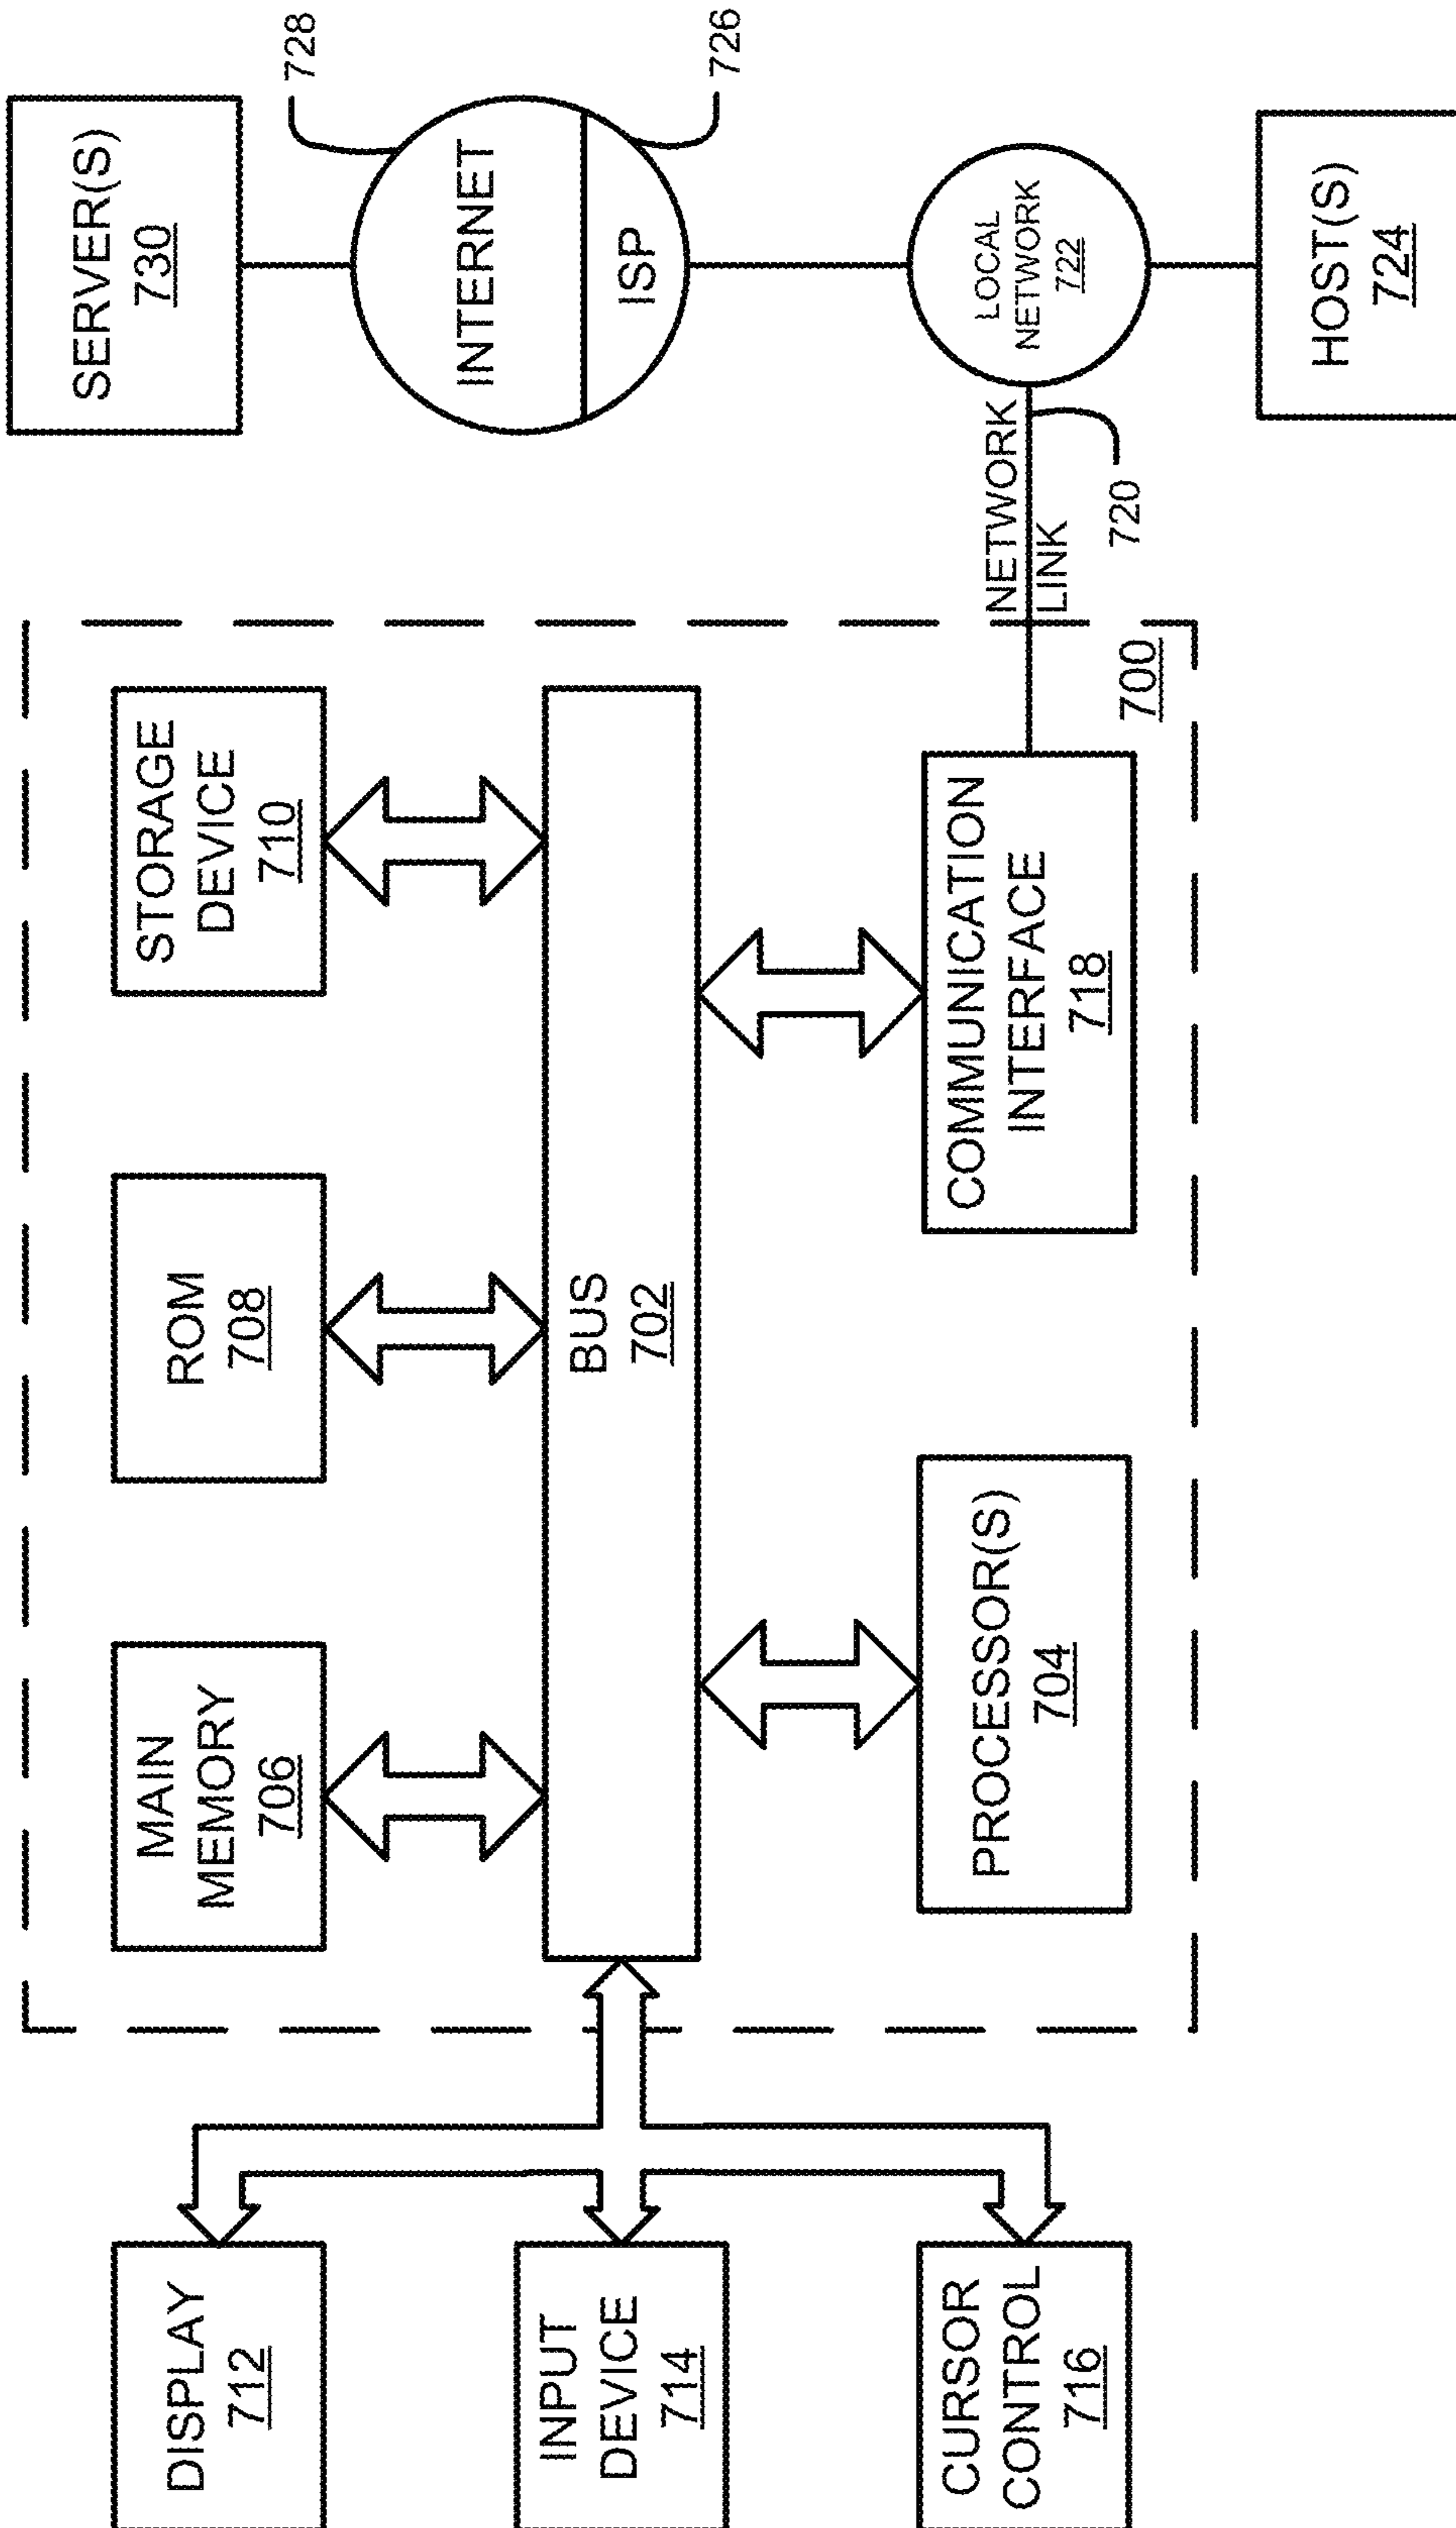 DISPLAY
712
INPUT
DEVICE
714
CURSOR
CONTROL
716
MAIN
MEMORY
706
ROM
708
STORAGE
DEVICE
710
BUS
702
PROCESSOR(S)
704
COMMUNICATION
INTERFACE
718
700
NETWORK
LINK
720
SERVER(S)
730
728
INTERNET
ISP
726
LOCAL
NETWORK
722
HOST(S)
724